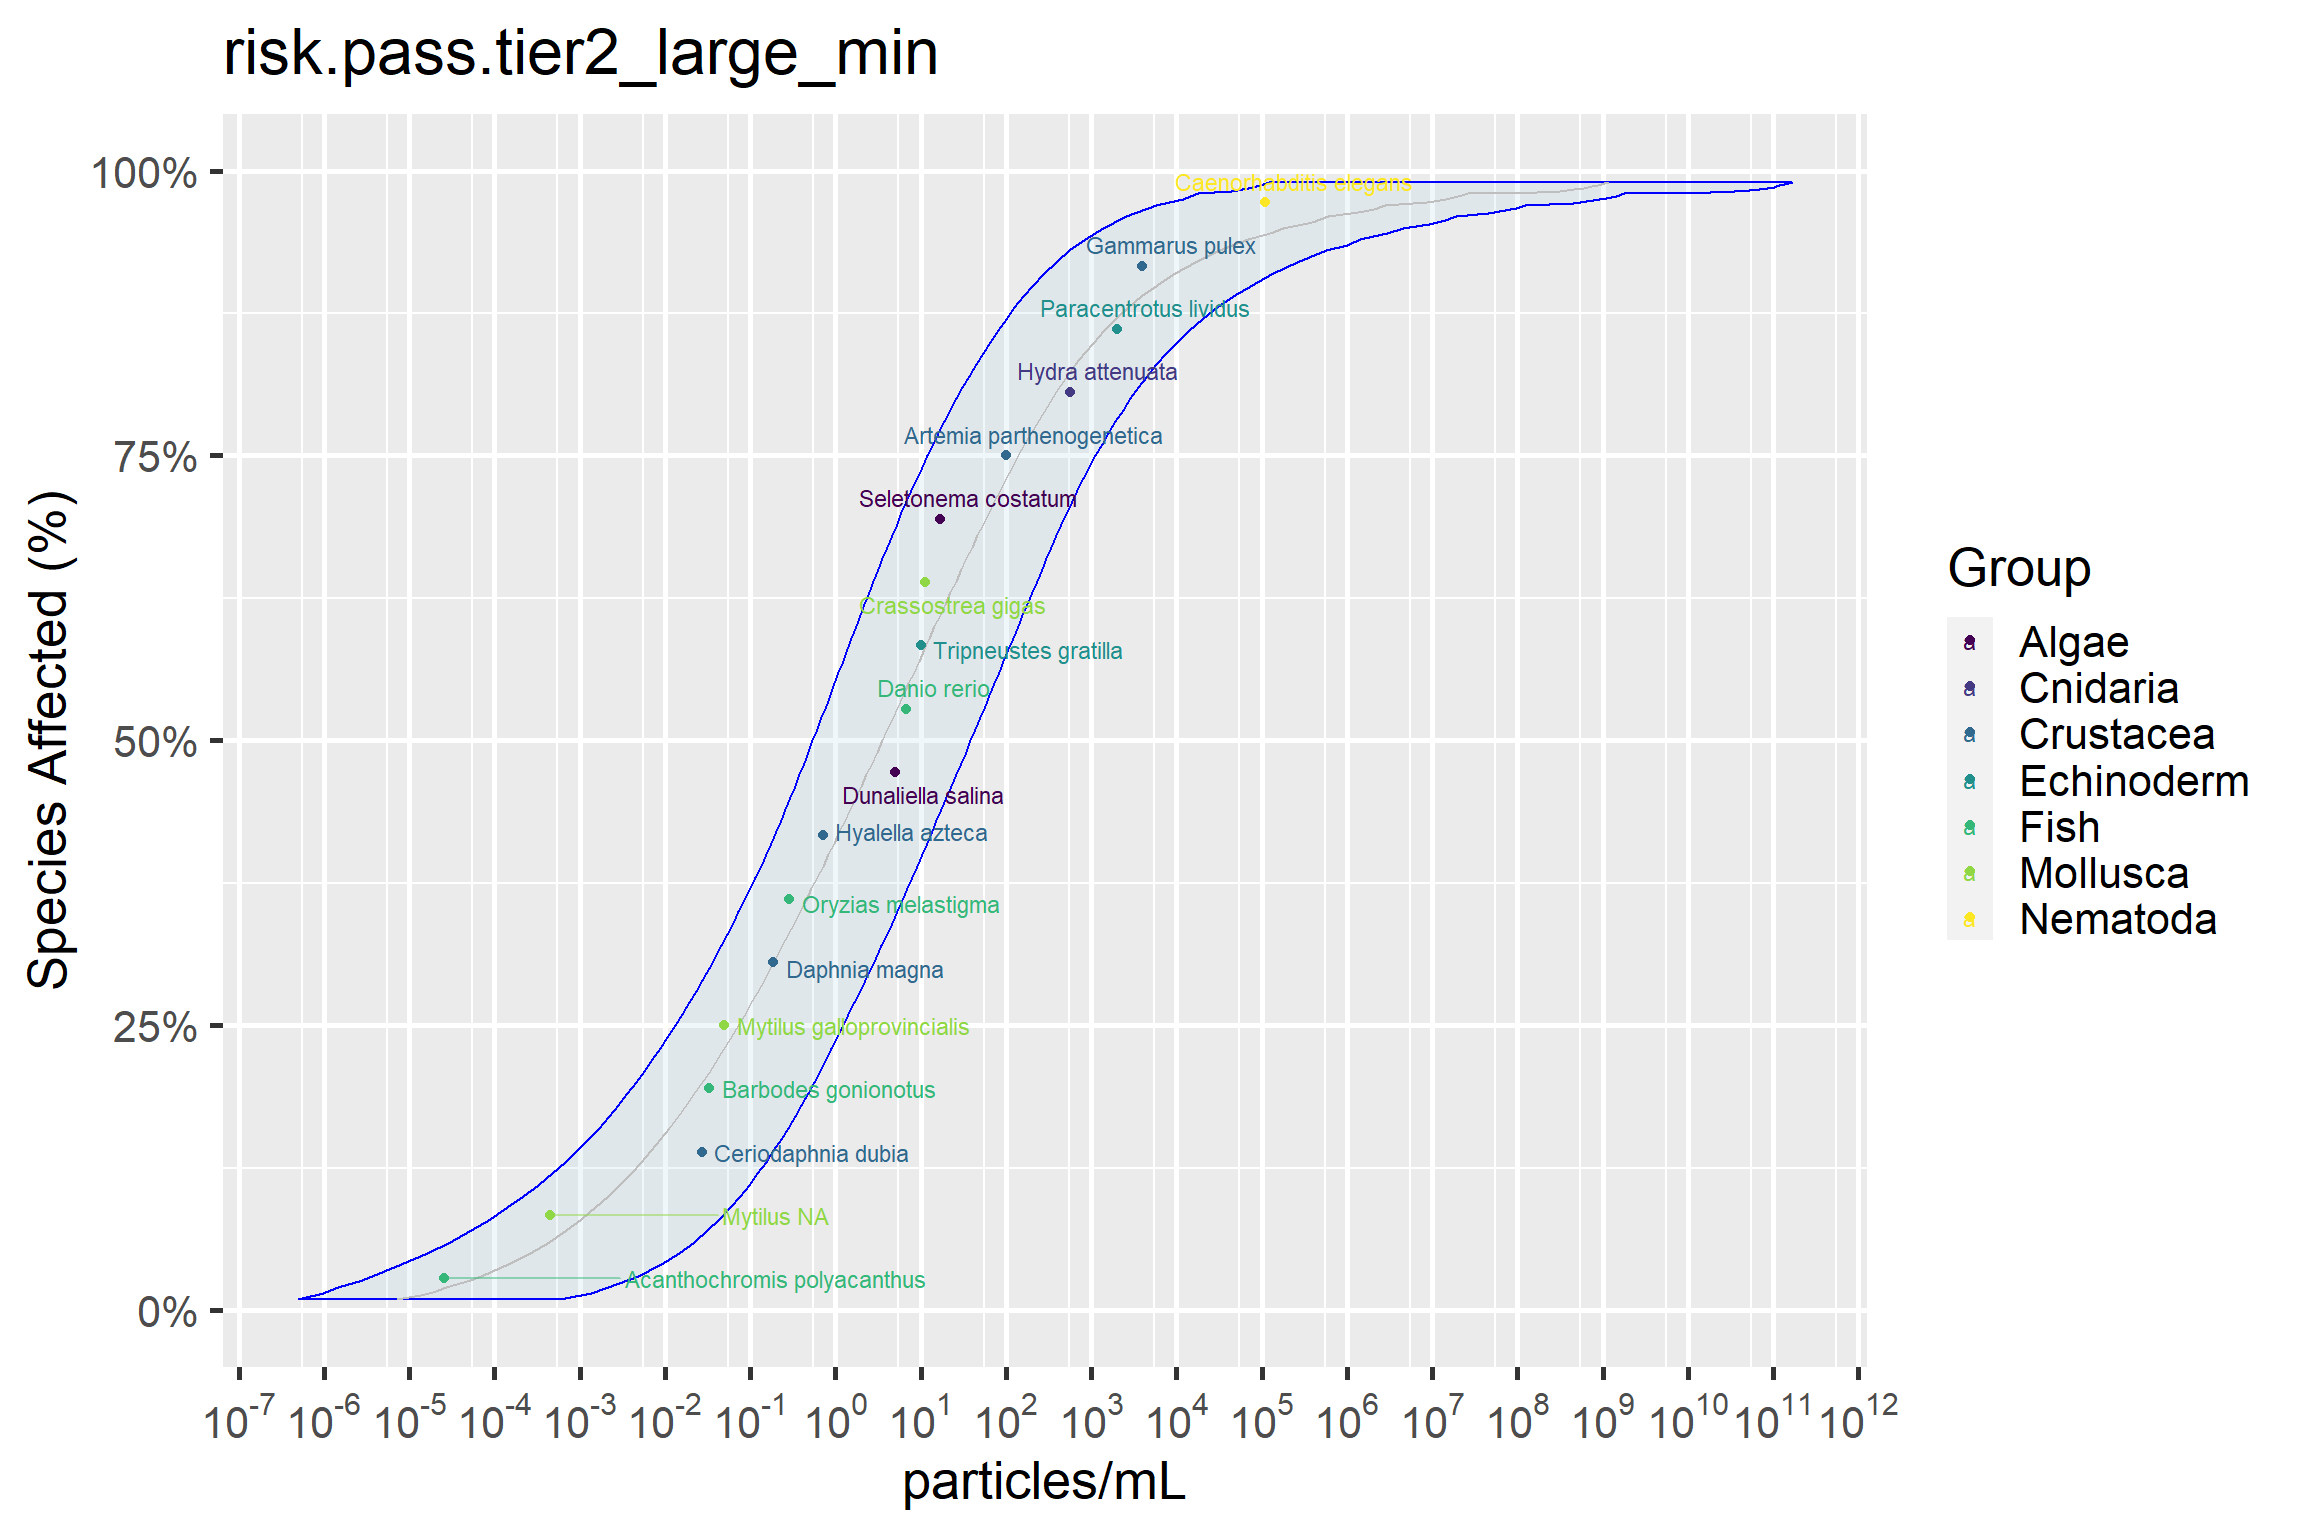 risk.pass.tier2_large_min
Species Affected (%)
100%
75%
50%
25%
0%
Caenorhabditis elegans
Gammarus pulex
Paracentrotus lividus
Hydra attenuata
Artemia parthenogenetica
Seletonema costatum
Crassostrea gigas
Tripneustes gratilla
Danio rerio
Dunaliella salina
Hyalella azteca
Oryzias melastigma
Daphnia magna
Mytilus galloprovincialis
Barbodes gonionotus
Ceriodaphnia dubia
Mytilus NA
Acanthochromis polyacanthus
10⁻⁷ 10⁻⁶ 10⁻⁵ 10⁻⁴ 10⁻³ 10⁻² 10⁻¹ 10⁰ 10¹ 10² 10³ 10⁴ 10⁵ 10⁶ 10⁷ 10⁸ 10⁹ 10¹⁰ 10¹¹ 10¹²
particles/mL
Group
a Algae
a Cnidaria
a Crustacea
a Echinoderm
a Fish
a Mollusca
a Nematoda